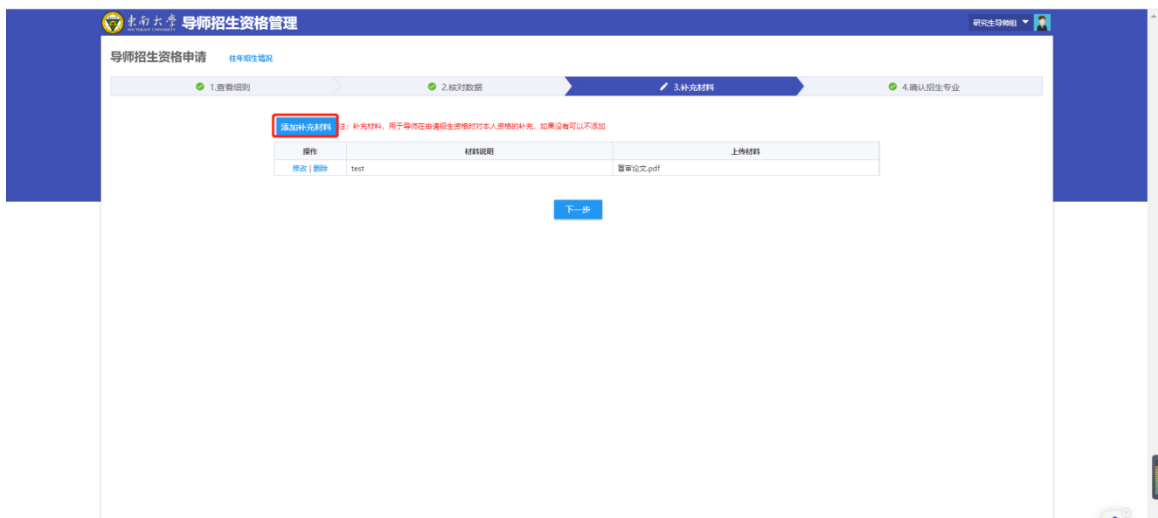 东南大学 导师招生资格管理
研究生导师组
导师招生资格申请 往年招生情况
1.查看细则 2.核对数据 3.补充材料 4.确认招生专业
添加补充材料 注：补充材料，用于导师在申请招生资格时对本人资格的补充，如果没有可以不添加
操作 材料说明 上传材料
修改 | 删除 test 盲审论文.pdf
下一步